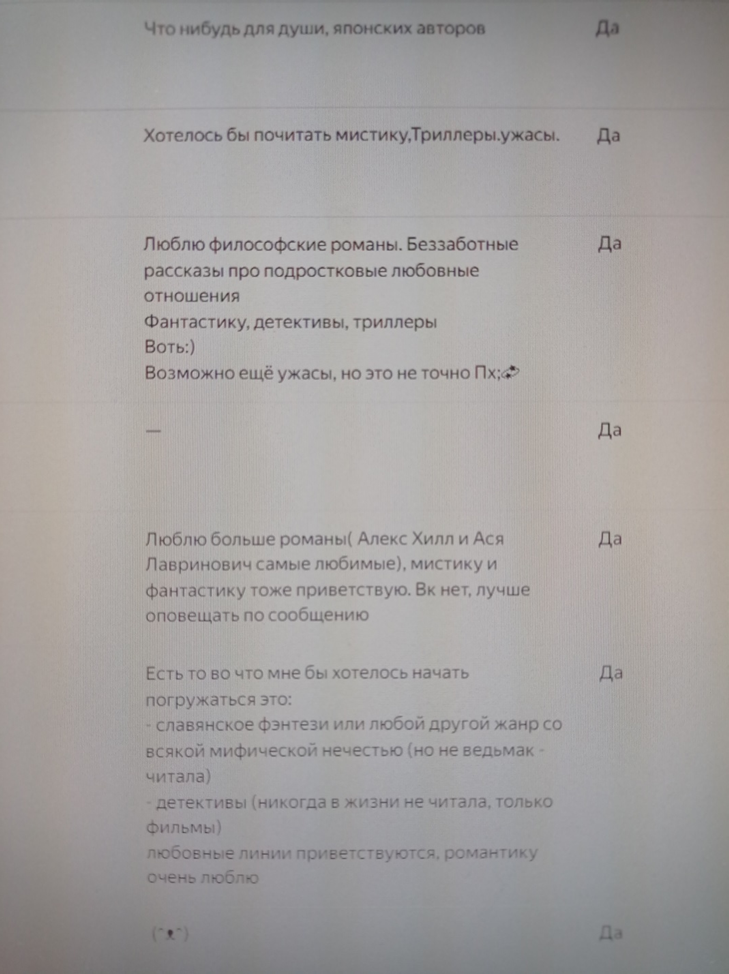 Что нибудь для души, японских авторов Да
Хотелось бы почитать мистику,Триллеры.ужасы. Да
Люблю философские романы. Беззаботные Да
рассказы про подростковые любовные
отношения
Фантастику, детективы, триллеры
Воть:)
Возможно ещё ужасы, но это не точно Пх;
— Да
Люблю больше романы( Алекс Хилл и Ася Да
Лавринович самые любимые), мистику и
фантастику тоже приветствую. Вк нет, лучше
оповещать по сообщению
Есть то во что мне бы хотелось начать Да
погружаться это:
- славянское фэнтези или любой другой жанр со
всякой мифической нечестью (но не ведьмак -
читала)
- детективы (никогда в жизни не читала, только
фильмы)
любовные линии приветствуются, романтику
очень люблю
(ᵔᴥᵔ) Да